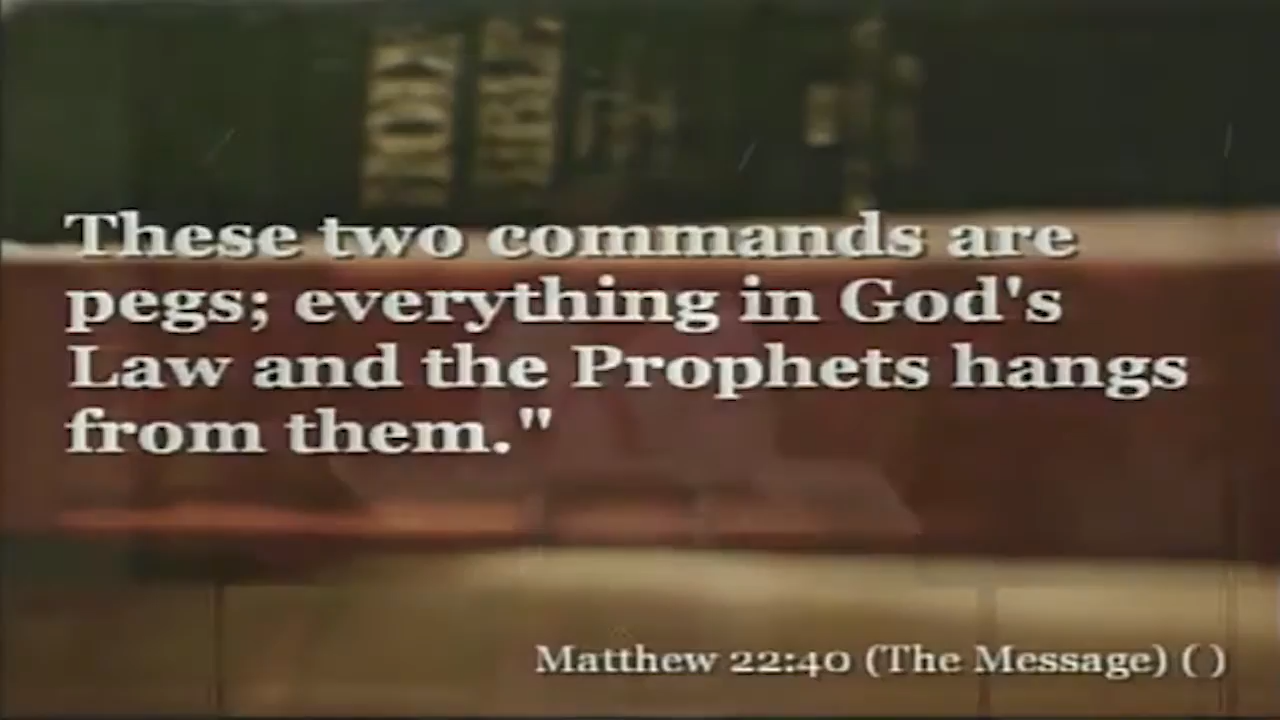 These two commands are
pegs; everything in God's
Law and the Prophets hangs
from them."
Matthew 22:40 (The Message) ( )